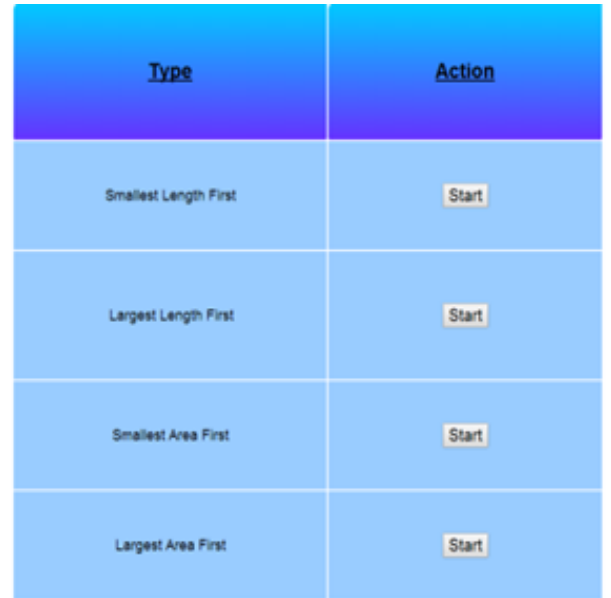 Type Action
Smallest Length First Start
Largest Length First Start
Smallest Area First Start
Largest Area First Start